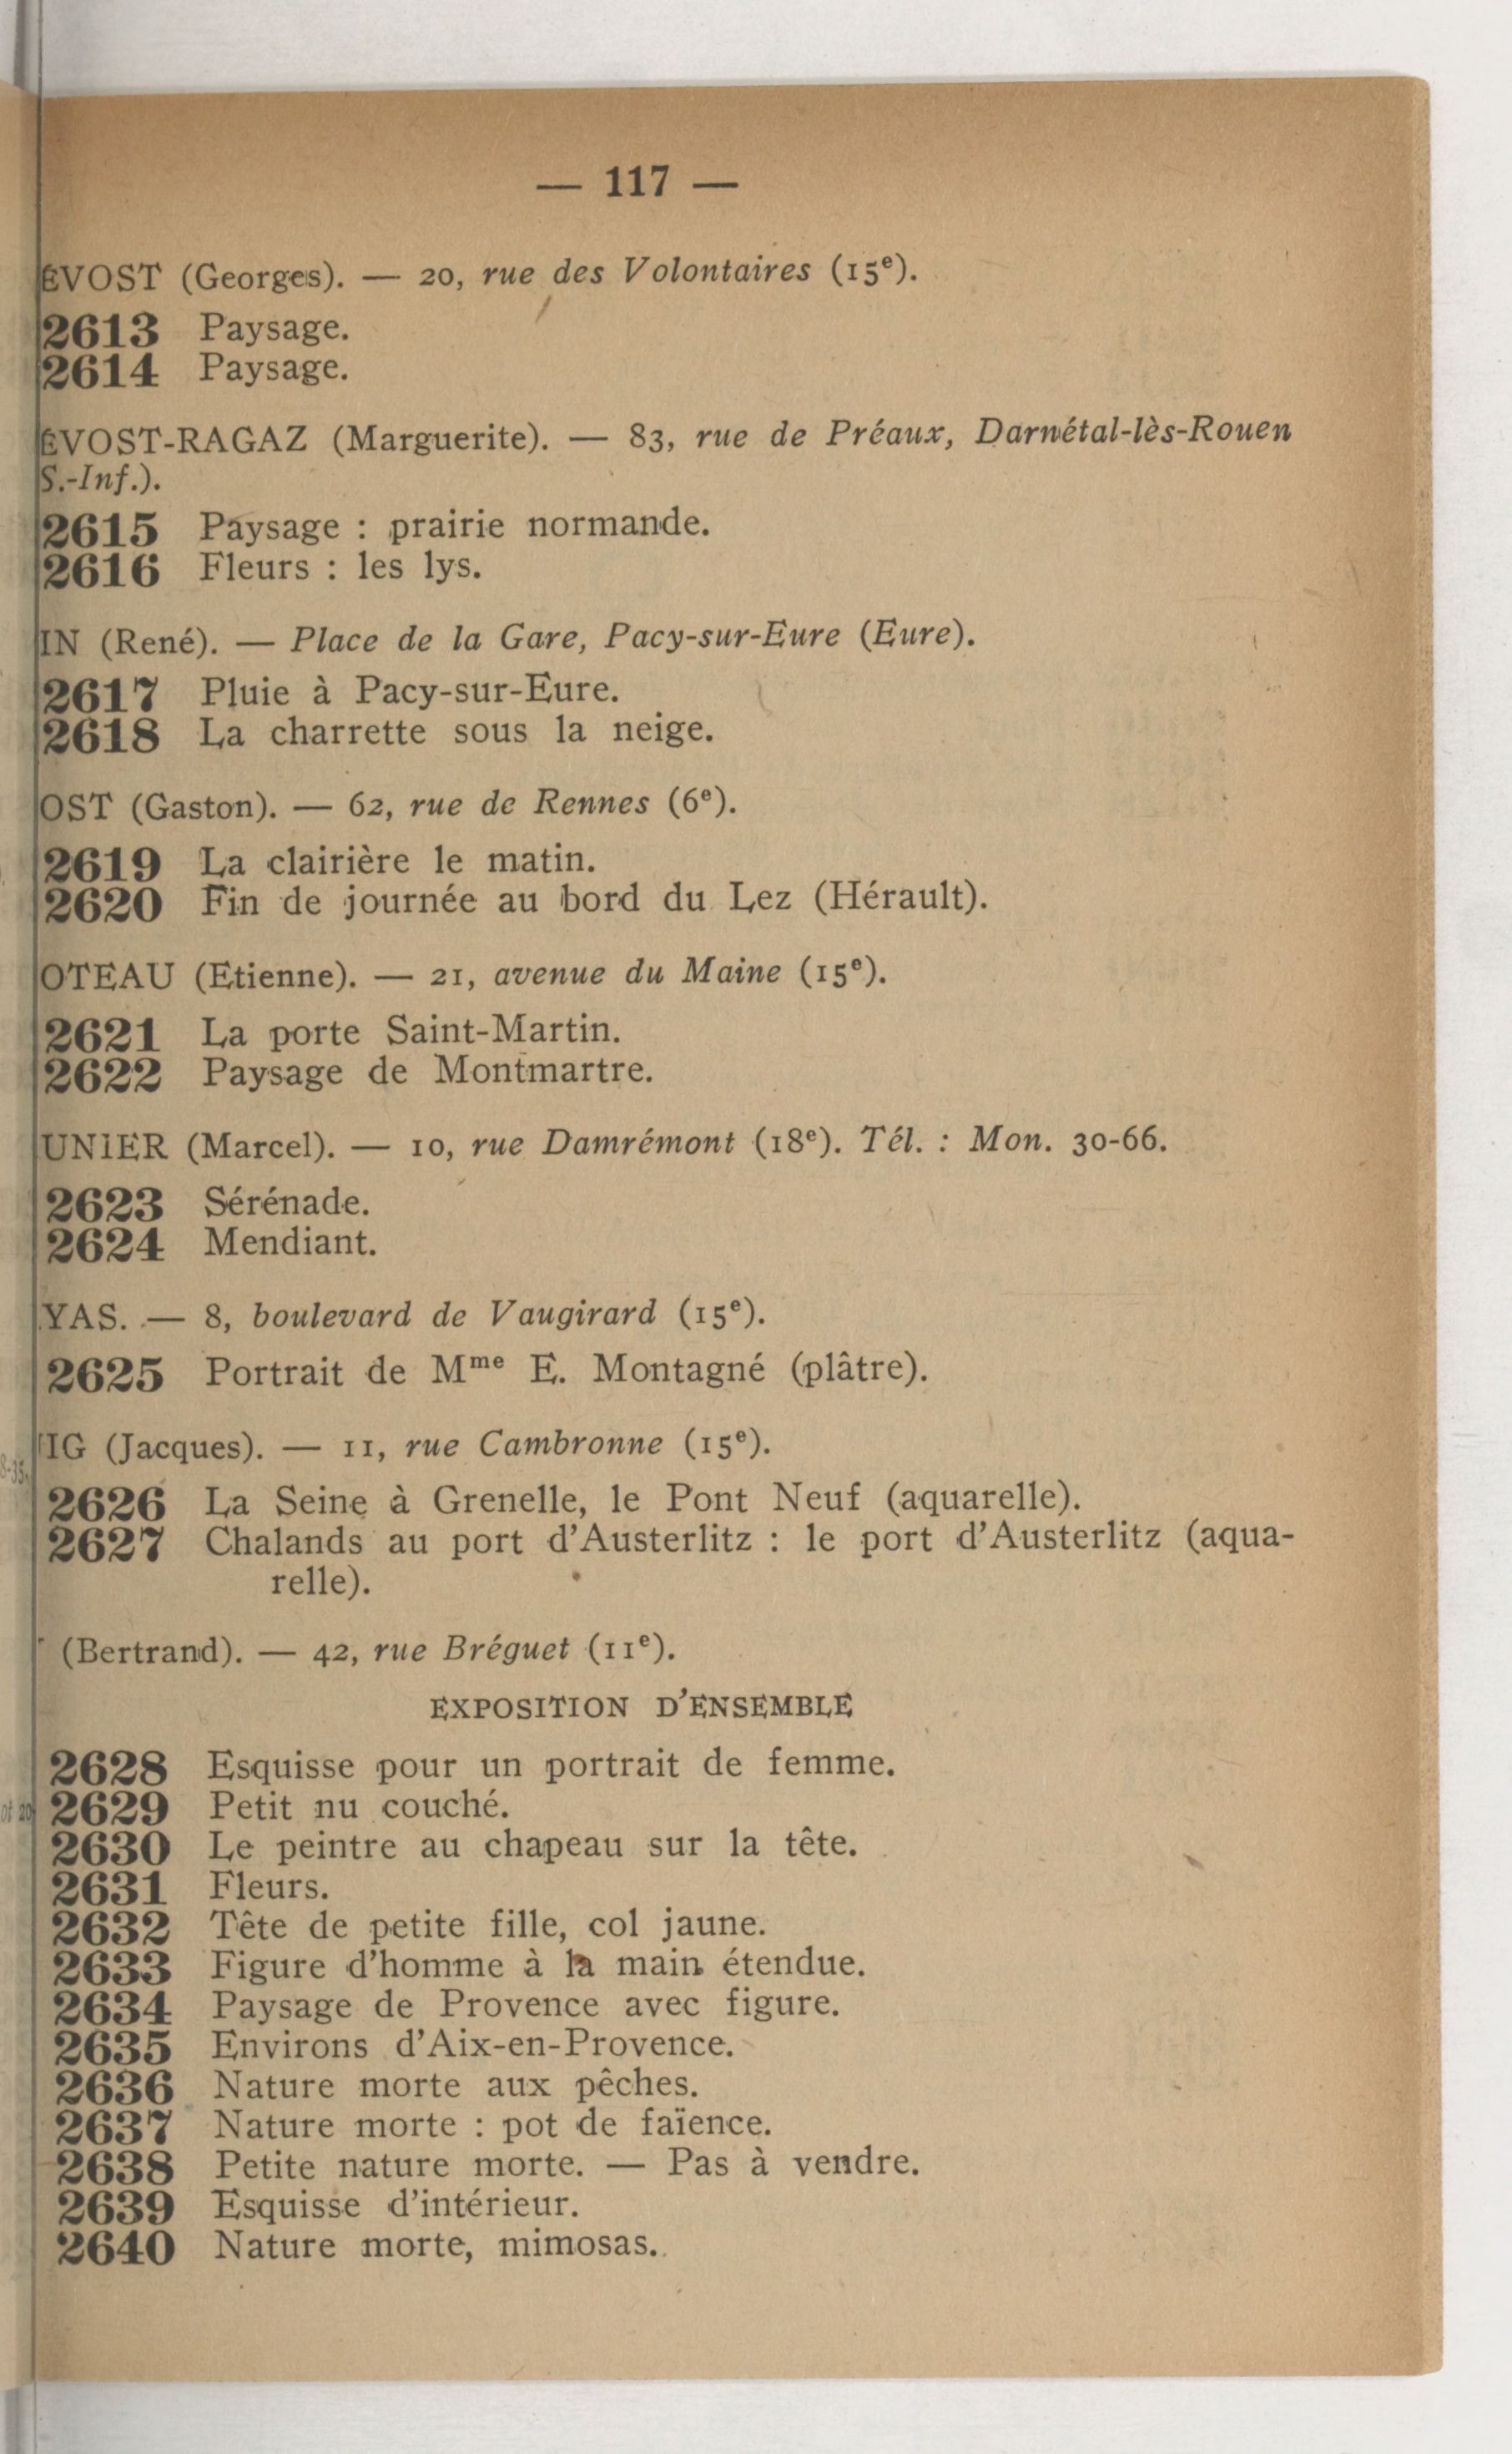 — 117 —
ÉVOST (Georges). — 20, rue des Volontaires (15e).
2613 Paysage.
2614 Paysage.
ÉVOST-RAGAZ (Marguerite). — 83, rue de Préaux, Darnétal-lès-Rouen
S.-Inf.).
2615 Paysage : prairie normande.
2616 Fleurs : les lys.
IN (René). — Place de la Gare, Pacy-sur-Eure (Eure).
2617 Pluie à Pacy-sur-Eure.
2618 La charrette sous la neige.
OST (Gaston). — 62, rue de Rennes (6e).
2619 La clairière le matin.
2620 Fin de journée au bord du Lez (Hérault).
OTEAU (Etienne). — 21, avenue du Maine (15e).
2621 La porte Saint-Martin.
2622 Paysage de Montmartre.
UNIER (Marcel). — 10, rue Damrémont (18e). Tél. : Mon. 30-66.
2623 Sérénade.
2624 Mendiant.
YAS. — 8, boulevard de Vaugirard (15e).
2625 Portrait de Mme E. Montagné (plâtre).
IG (Jacques). — 11, rue Cambronne (15e).
2626 La Seine à Grenelle, le Pont Neuf (aquarelle).
2627 Chalands au port d'Austerlitz : le port d'Austerlitz (aqua-
relle).
(Bertrand). — 42, rue Bréguet (11e).
EXPOSITION D'ENSEMBLE
2628 Esquisse pour un portrait de femme.
2629 Petit nu couché.
2630 Le peintre au chapeau sur la tête.
2631 Fleurs.
2632 Tête de petite fille, col jaune.
2633 Figure d'homme à la main étendue.
2634 Paysage de Provence avec figure.
2635 Environs d'Aix-en-Provence.
2636 Nature morte aux pêches.
2637 Nature morte : pot de faïence.
2638 Petite nature morte. — Pas à vendre.
2639 Esquisse d'intérieur.
2640 Nature morte, mimosas.